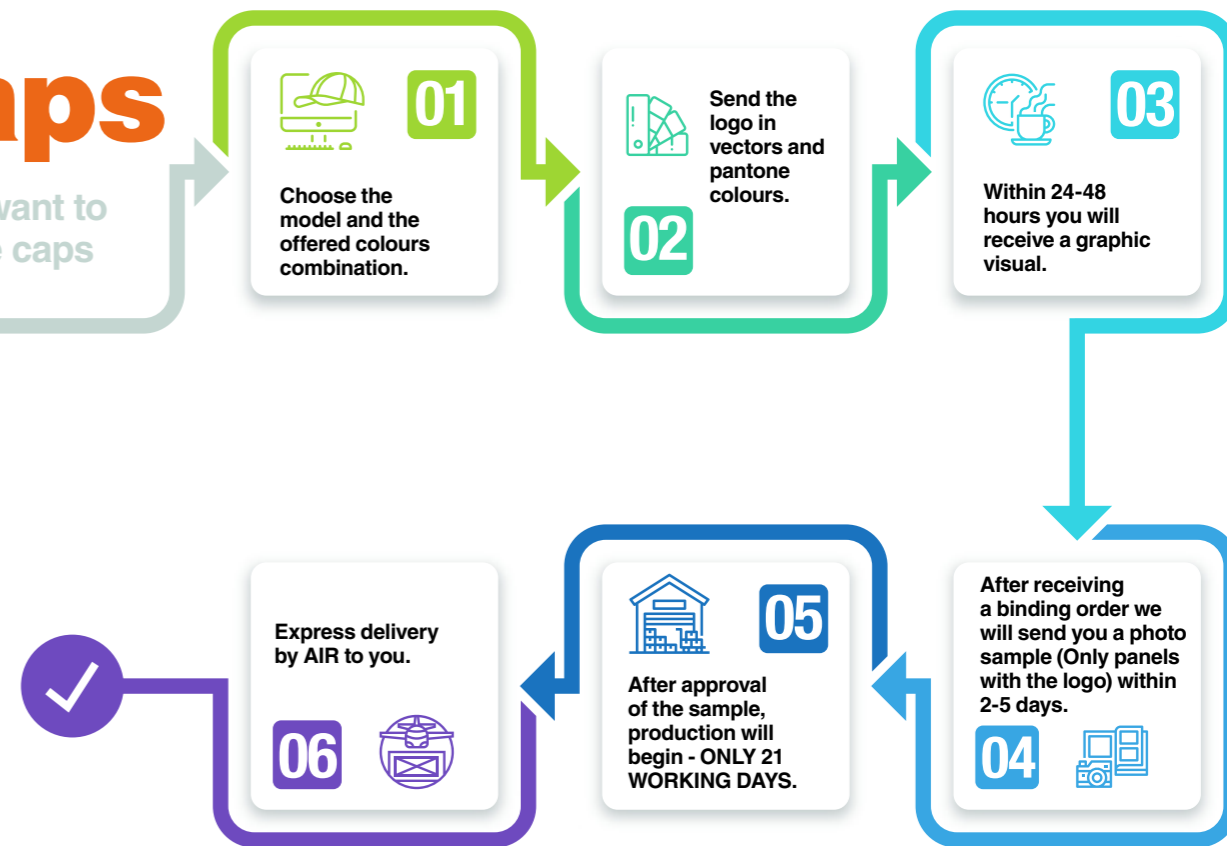 aps
want to
caps
01
Choose the
model and the
offered colours
combination.
Send the
logo in
vectors and
pantone
colours.
02
03
Within 24-48
hours you will
receive a graphic
visual.
After receiving
a binding order we
will send you a photo
sample (Only panels
with the logo) within
2-5 days.
04
05
After approval
of the sample,
production will
begin - ONLY 21
WORKING DAYS.
Express delivery
by AIR to you.
06